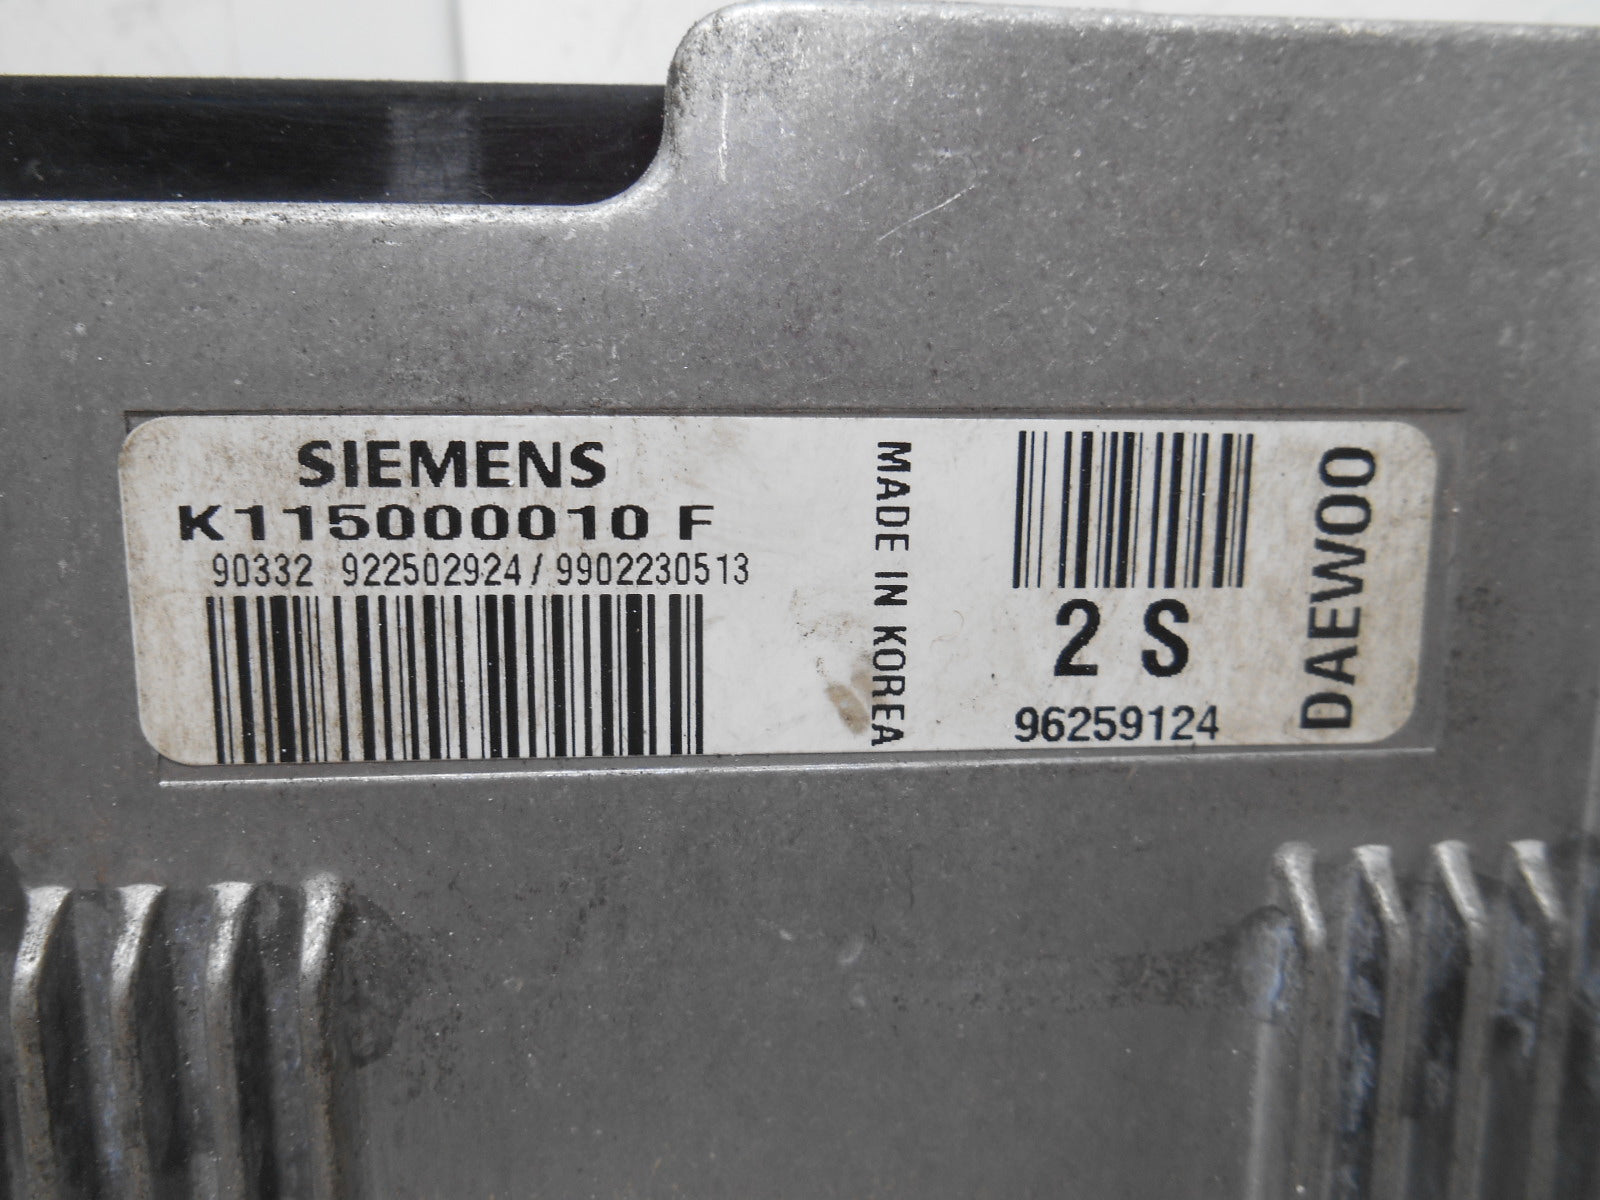 SIEMENS
K115000010 F
90332 922502924/9902230513
MADE IN KOREA
2 S
96259124
DAEWOO